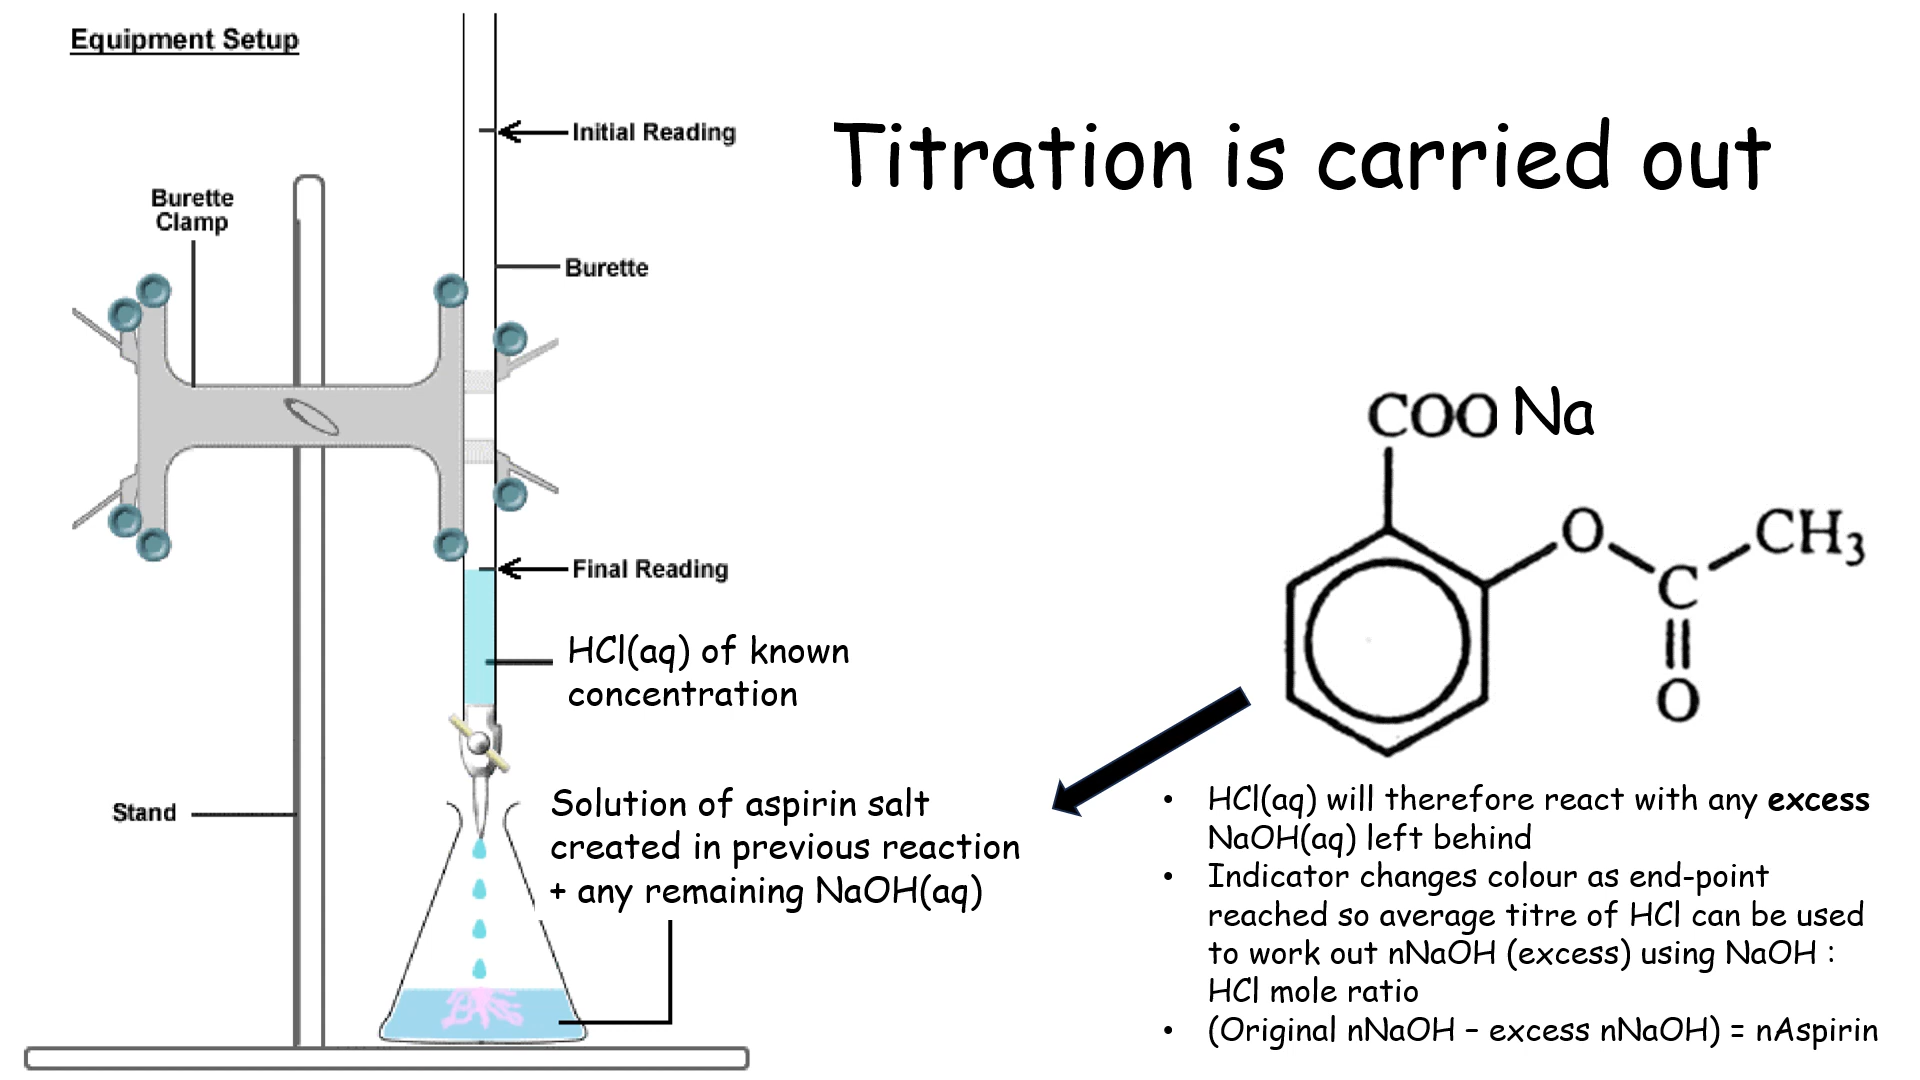 Equipment Setup
Titration is carried out
Initial Reading
Burette
Clamp
Burette
Final Reading
HCl(aq) of known
concentration
Stand
Solution of aspirin salt
created in previous reaction
+ any remaining NaOH(aq)
COO Na
O
CH₃
C
O
• HCl(aq) will therefore react with any excess
NaOH(aq) left behind
• Indicator changes colour as end-point
reached so average titre of HCl can be used
to work out nNaOH (excess) using NaOH :
HCl mole ratio
• (Original nNaOH – excess nNaOH) = nAspirin